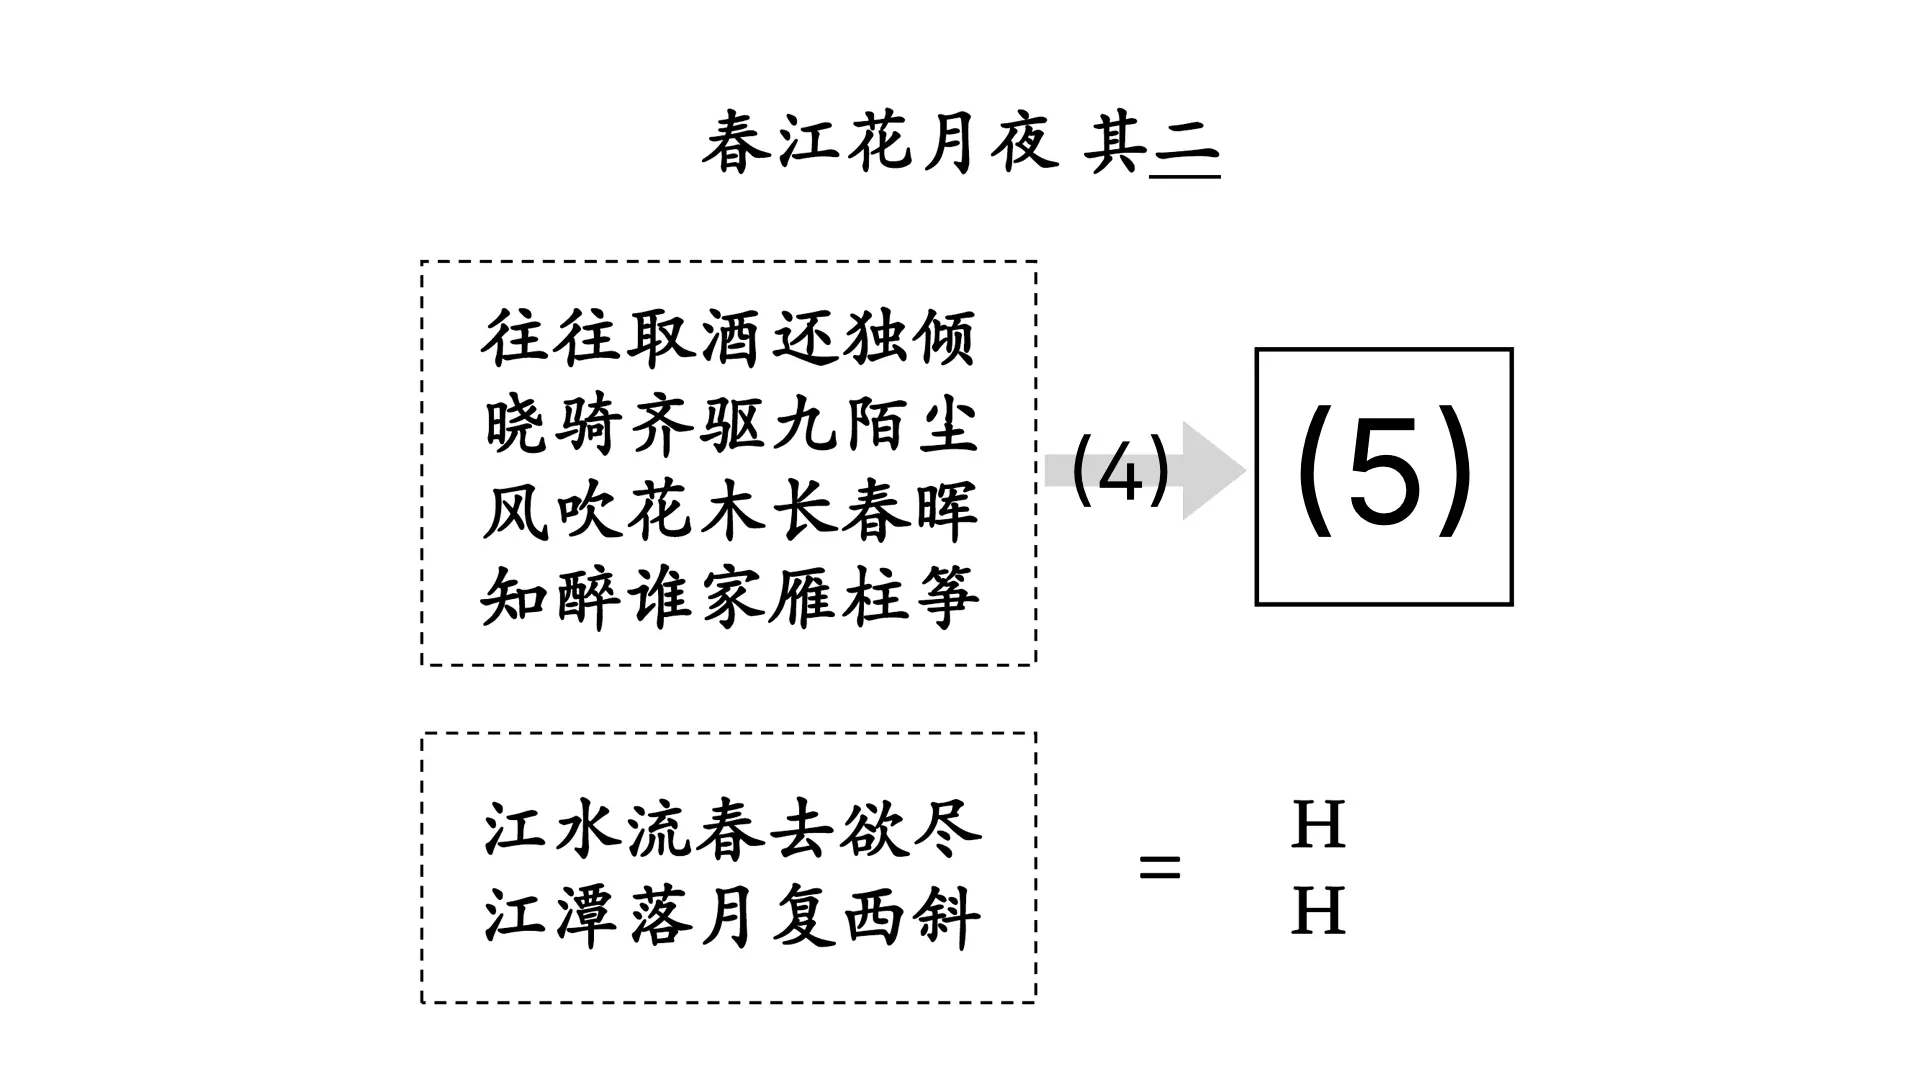 春江花月夜 其二
往往取酒还独倾
晓骑齐驱九陌尘
风吹花木长春晖
知醉谁家雁柱筝
(4)
(5)
江水流春去欲尽
江潭落月复西斜
=
H
H